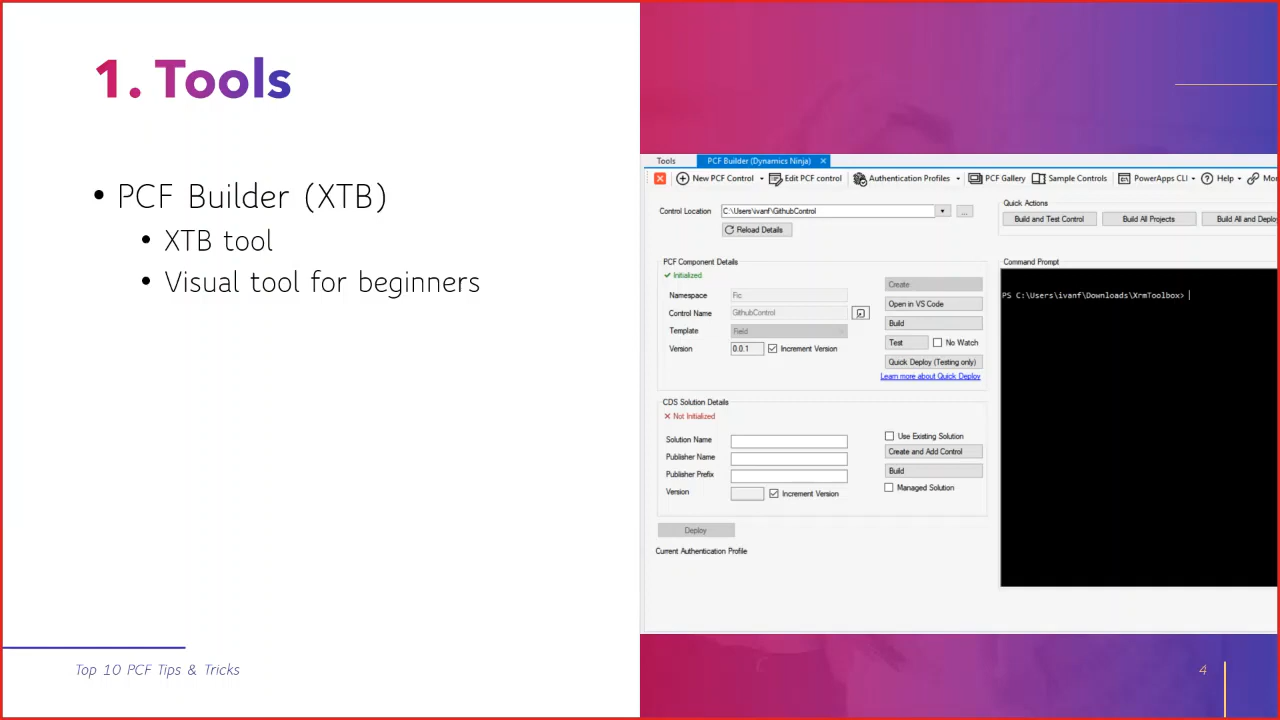 1. Tools
• PCF Builder (XTB)
• XTB tool
• Visual tool for beginners
Top 10 PCF Tips & Tricks
Tools PCF Builder (Dynamics Ninja)
New PCF Control Edit PCF control Authentication Profiles PCF Gallery Sample Controls PowerApps CLI Help
Control Location C:\Users\ivanf\GithubControl ...
Reload Details
Quick Actions
Build and Test Control Build All Projects Build All and Deploy
PCF Component Details
Initialized
Namespace Fic
Control Name GithubControl
Template Field
Version 0.0.1 Increment Version
Create
Open in VS Code
Build
Test No Watch
Quick Deploy (Testing only)
Learn more about Quick Deploy
CDS Solution Details
Not Initialized
Solution Name
Publisher Name
Publisher Prefix
Version Increment Version
Use Existing Solution
Create and Add Control
Build
Managed Solution
Deploy
Current Authentication Profile
Command Prompt
PS C:\Users\ivanf\Downloads\XrmToolbox>
4